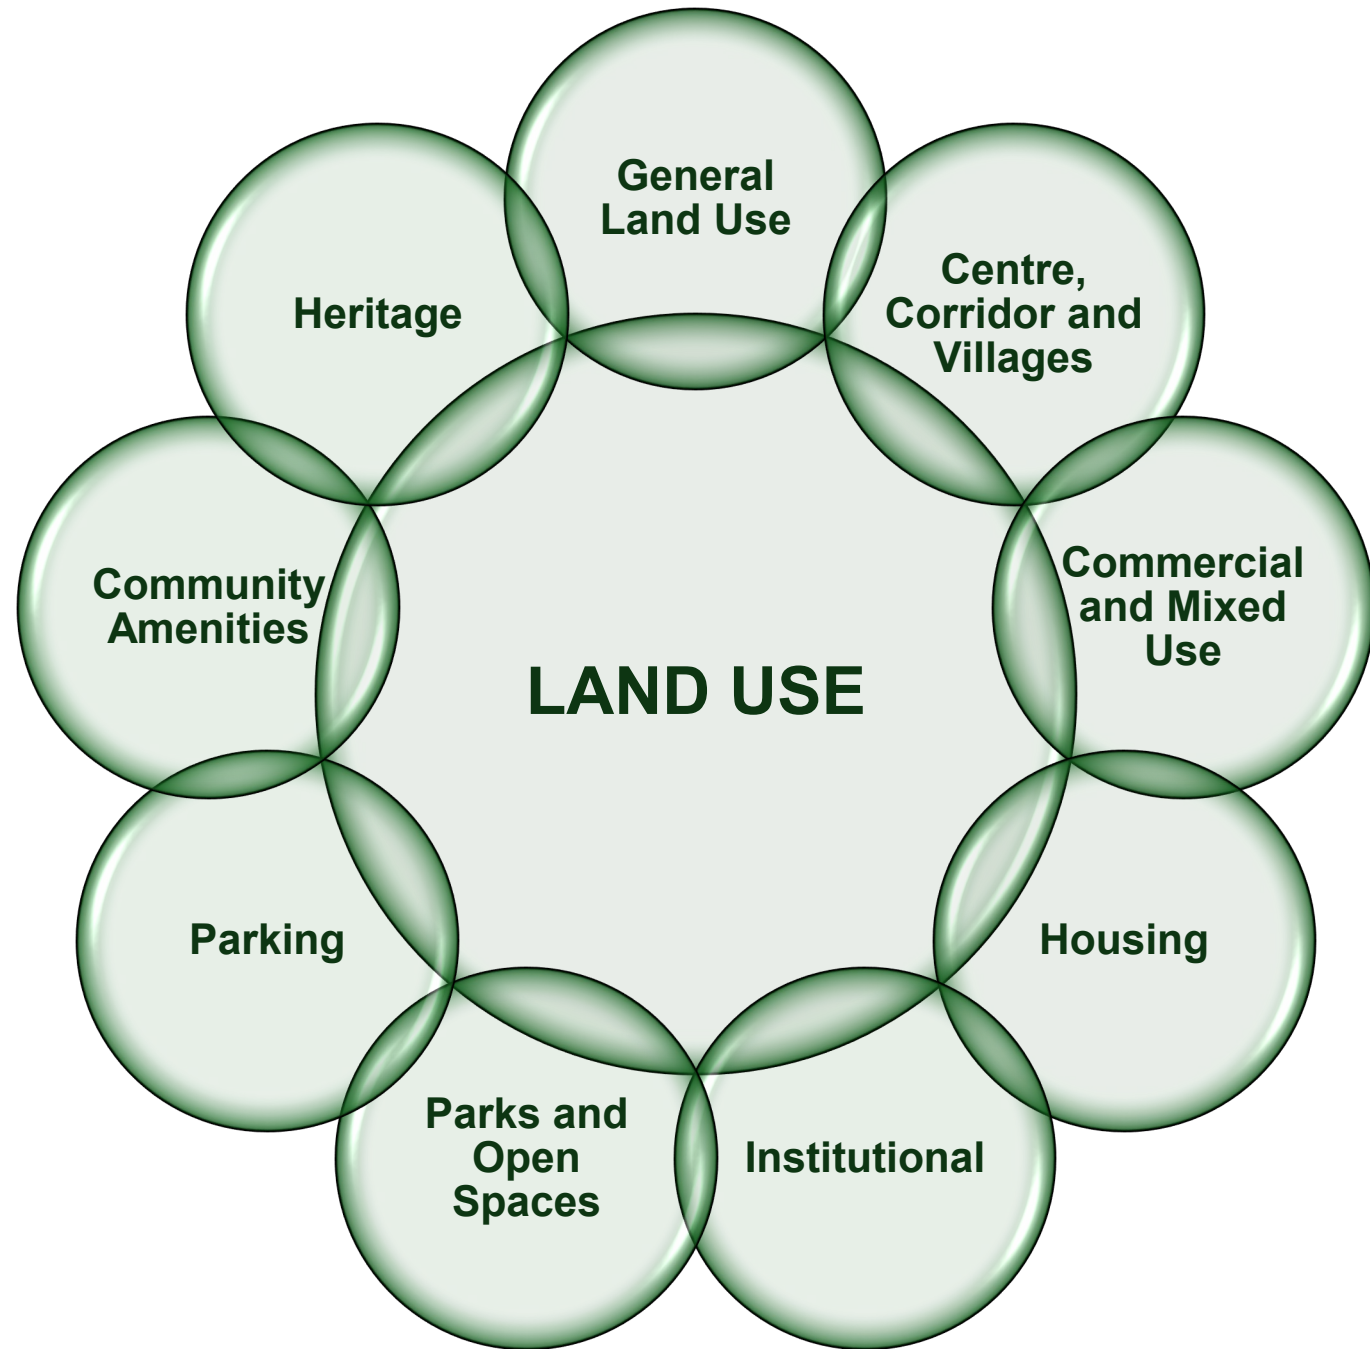 General
Land Use
Centre,
Corridor and
Villages
Commercial
and Mixed
Use
Housing
Institutional
Parks and
Open
Spaces
Parking
Community
Amenities
Heritage
LAND USE